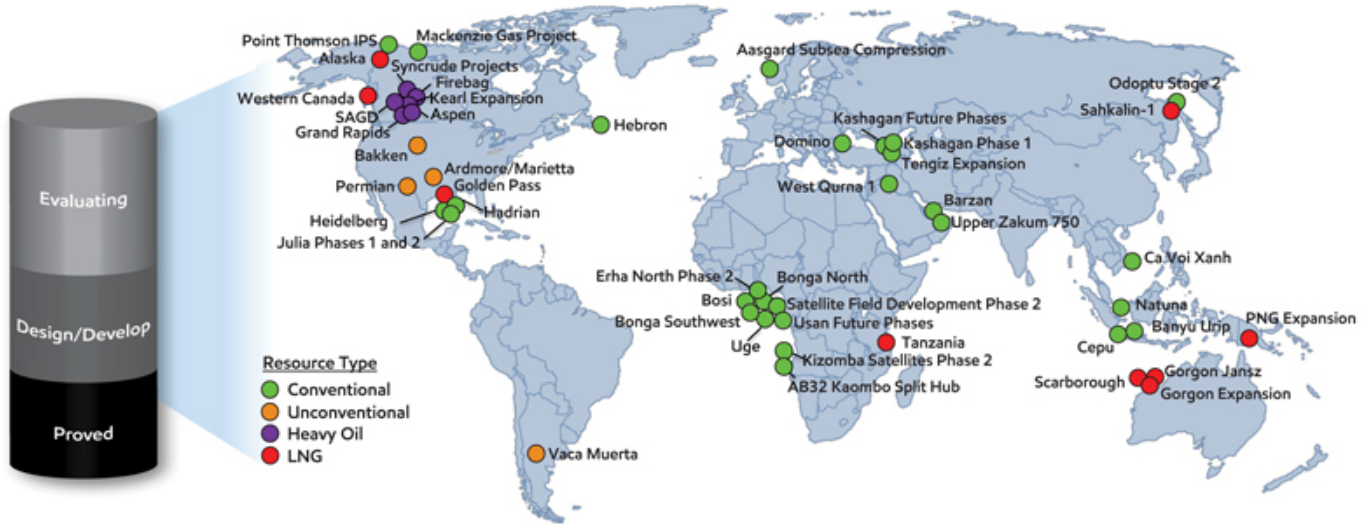 Evaluating
Design/Develop
Proved
Resource Type
Conventional
Unconventional
Heavy Oil
LNG
Point Thomson IPS
Mackenzie Gas Project
Alaska
Syncrude Projects
Firebag
Western Canada
Kearl Expansion
SAGD
Aspen
Grand Rapids
Hebron
Bakken
Ardmore/Marietta
Permian
Golden Pass
Heidelberg
Hadrian
Julia Phases 1 and 2
Vaca Muerta
Aasgard Subsea Compression
Odoptu Stage 2
Sahkalin-1
Kashagan Future Phases
Domino
Kashagan Phase 1
Tengiz Expansion
West Qurna 1
Barzan
Upper Zakum 750
Ca Voi Xanh
Erha North Phase 2
Bonga North
Bosi
Satellite Field Development Phase 2
Bonga Southwest
Usan Future Phases
Uge
Tanzania
Kizomba Satellites Phase 2
AB32 Kaombo Split Hub
Natuna
Banyu Urip
PNG Expansion
Cepu
Scarborough
Gorgon Jansz
Gorgon Expansion